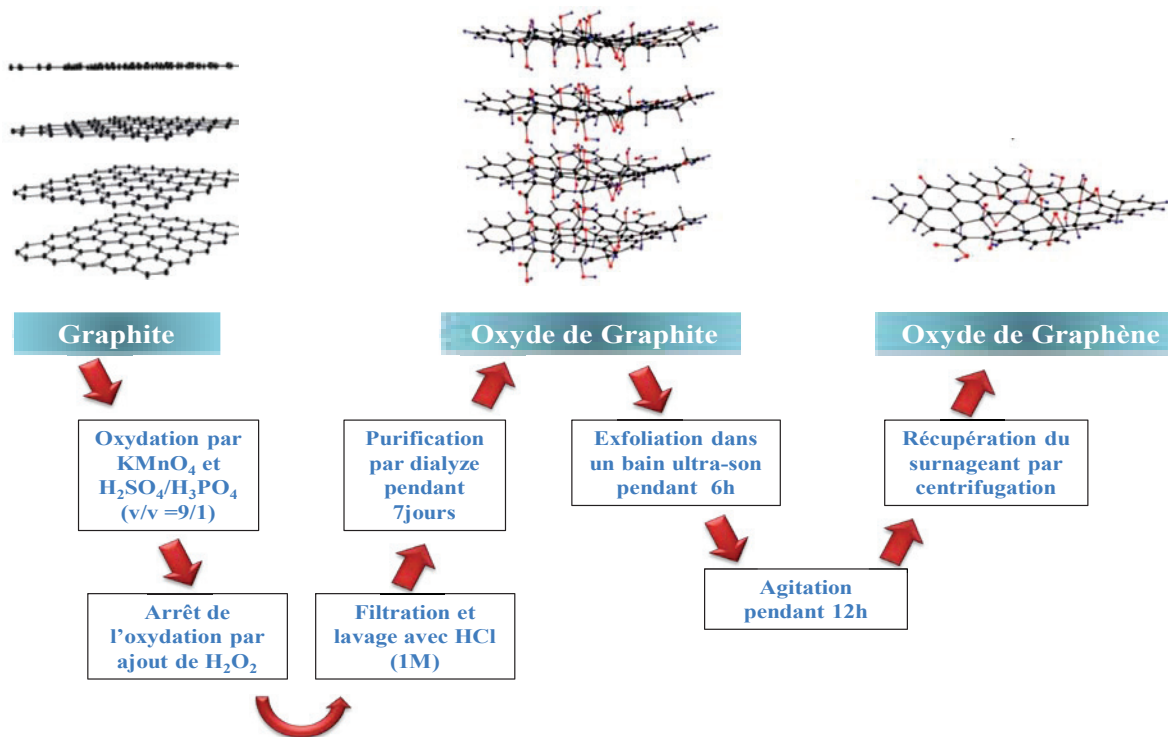 Graphite
Oxyde de Graphite
Oxyde de Graphène
Oxydation par
KMnO₄ et
H₂SO₄/H₃PO₄
(v/v =9/1)
Arrêt de
l’oxydation par
ajout de H₂O₂
Filtration et
lavage avec HCl
(1M)
Purification
par dialyze
pendant
7jours
Exfoliation dans
un bain ultra-son
pendant 6h
Agitation
pendant 12h
Récupération du
surnageant par
centrifugation